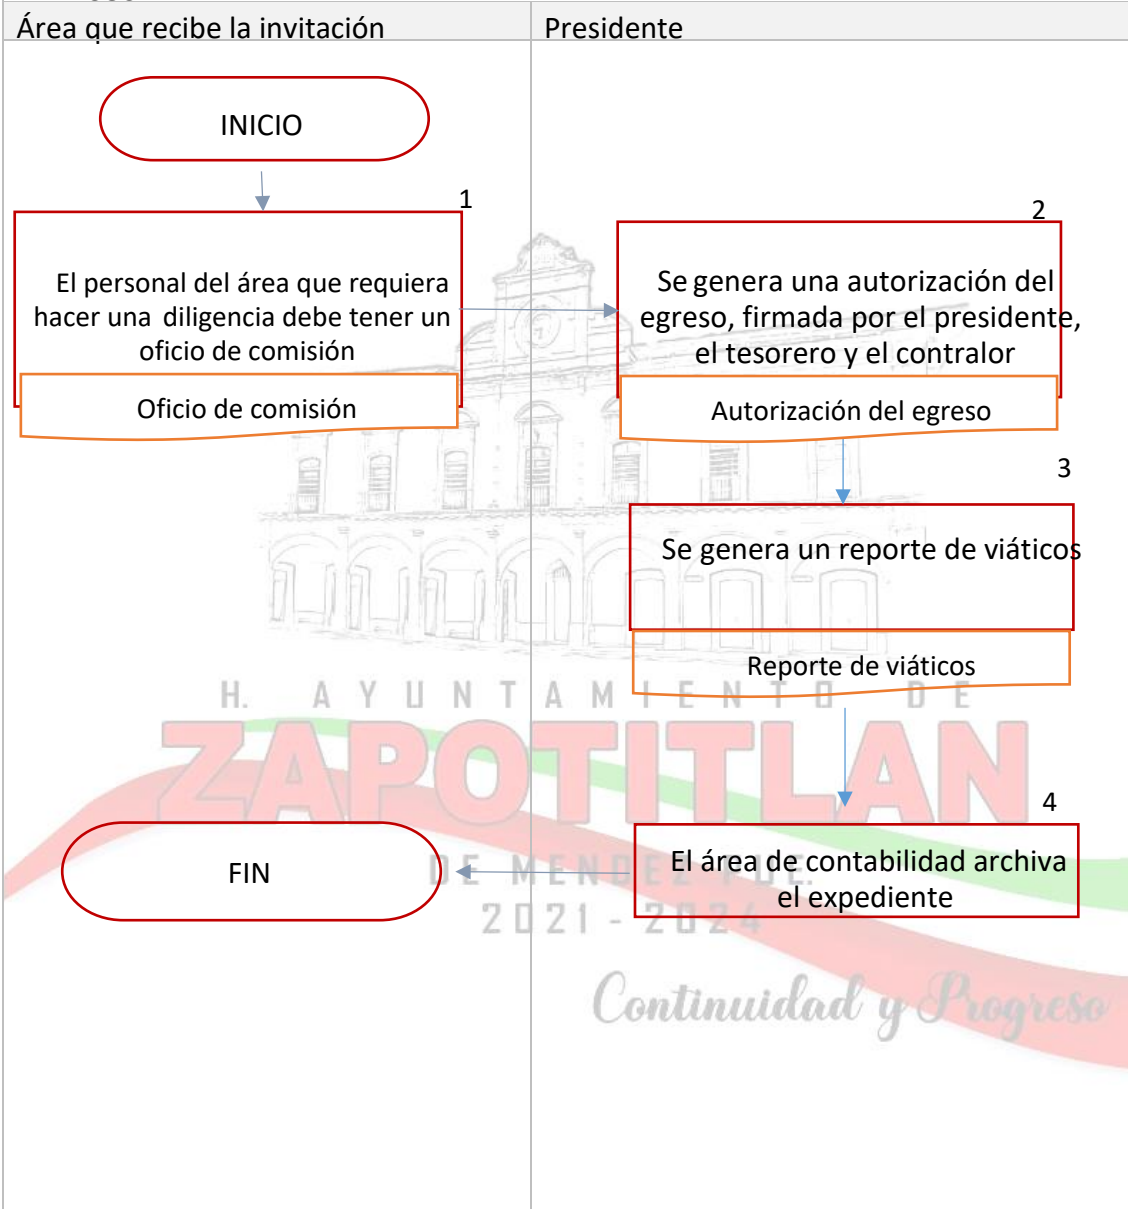 Área que recibe la invitación
Presidente
INICIO
1
El personal del área que requiera
hacer una diligencia debe tener un
oficio de comisión
Oficio de comisión
2
Se genera una autorización del
egreso, firmada por el presidente,
el tesorero y el contralor
Autorización del egreso
3
Se genera un reporte de viáticos
Reporte de viáticos
H. AYUNTAMIENTO DE
ZAPOTITLAN
DE MENDEZ PUE.
2021 - 2024
Continuidad y Progreso
4
El área de contabilidad archiva
el expediente
FIN